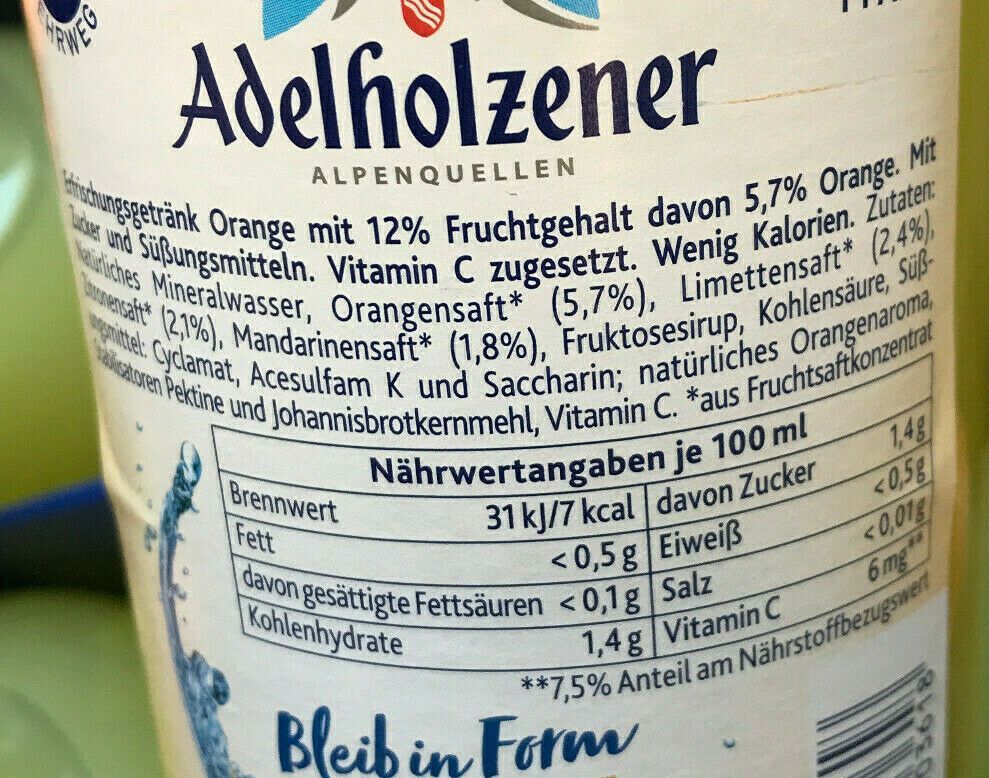 HRWEG
Adelholzener
ALPENQUELLEN
Erfrischungsgetränk Orange mit 12% Fruchtgehalt davon 5,7% Orange. Mit
Zucker und Süßungsmitteln. Vitamin C zugesetzt. Wenig Kalorien. Zutaten:
Natürliches Mineralwasser, Orangensaft* (5,7%), Limettensaft* (2,4%),
Zitronensaft* (2,1%), Mandarinensaft* (1,8%), Fruktosesirup, Kohlensäure, Süß-
ungsmittel: Cyclamat, Acesulfam K und Saccharin; natürliches Orangenaroma,
Stabilisatoren Pektine und Johannisbrotkernmehl, Vitamin C. *aus Fruchtsaftkonzentrat
Nährwertangaben je 100 ml
Brennwert 31 kJ/7 kcal davon Zucker 1,4g
Fett <0,5 g Eiweiß <0,5g
davon gesättigte Fettsäuren <0,1 g Salz <0,01g
Kohlenhydrate 1,4 g Vitamin C 6 mg**
**7,5% Anteil am Nährstoffbezugswert
Bleib in Form